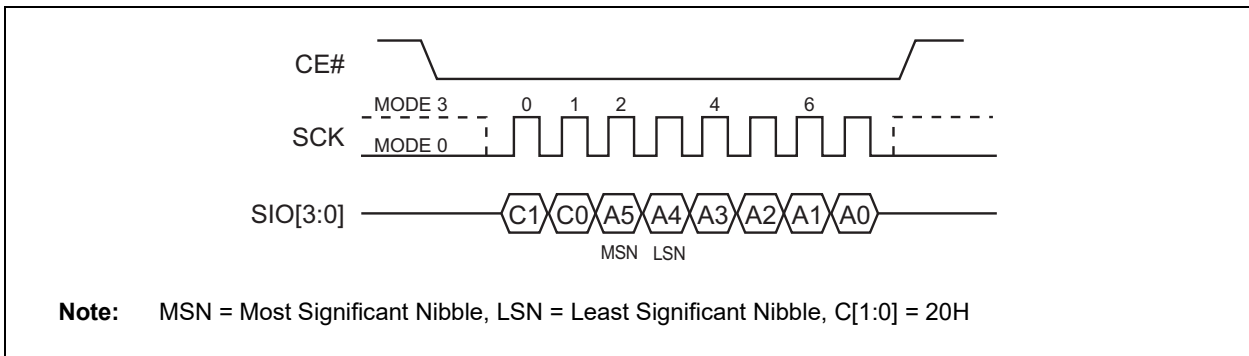 CE#
MODE 3 0 1 2 4 6
SCK
MODE 0
SIO[3:0] C1 C0 A5 A4 A3 A2 A1 A0
MSN LSN
Note: MSN = Most Significant Nibble, LSN = Least Significant Nibble, C[1:0] = 20H